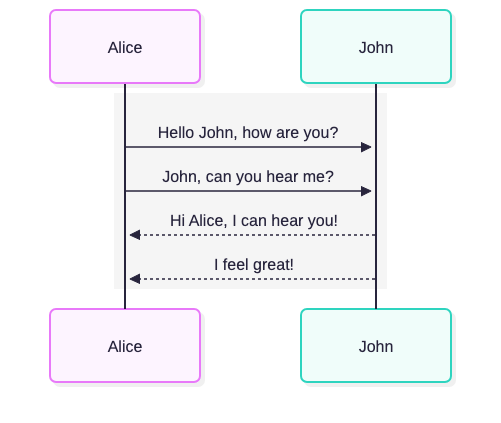 Alice
John
Hello John, how are you?
John, can you hear me?
Hi Alice, I can hear you!
I feel great!
Alice
John